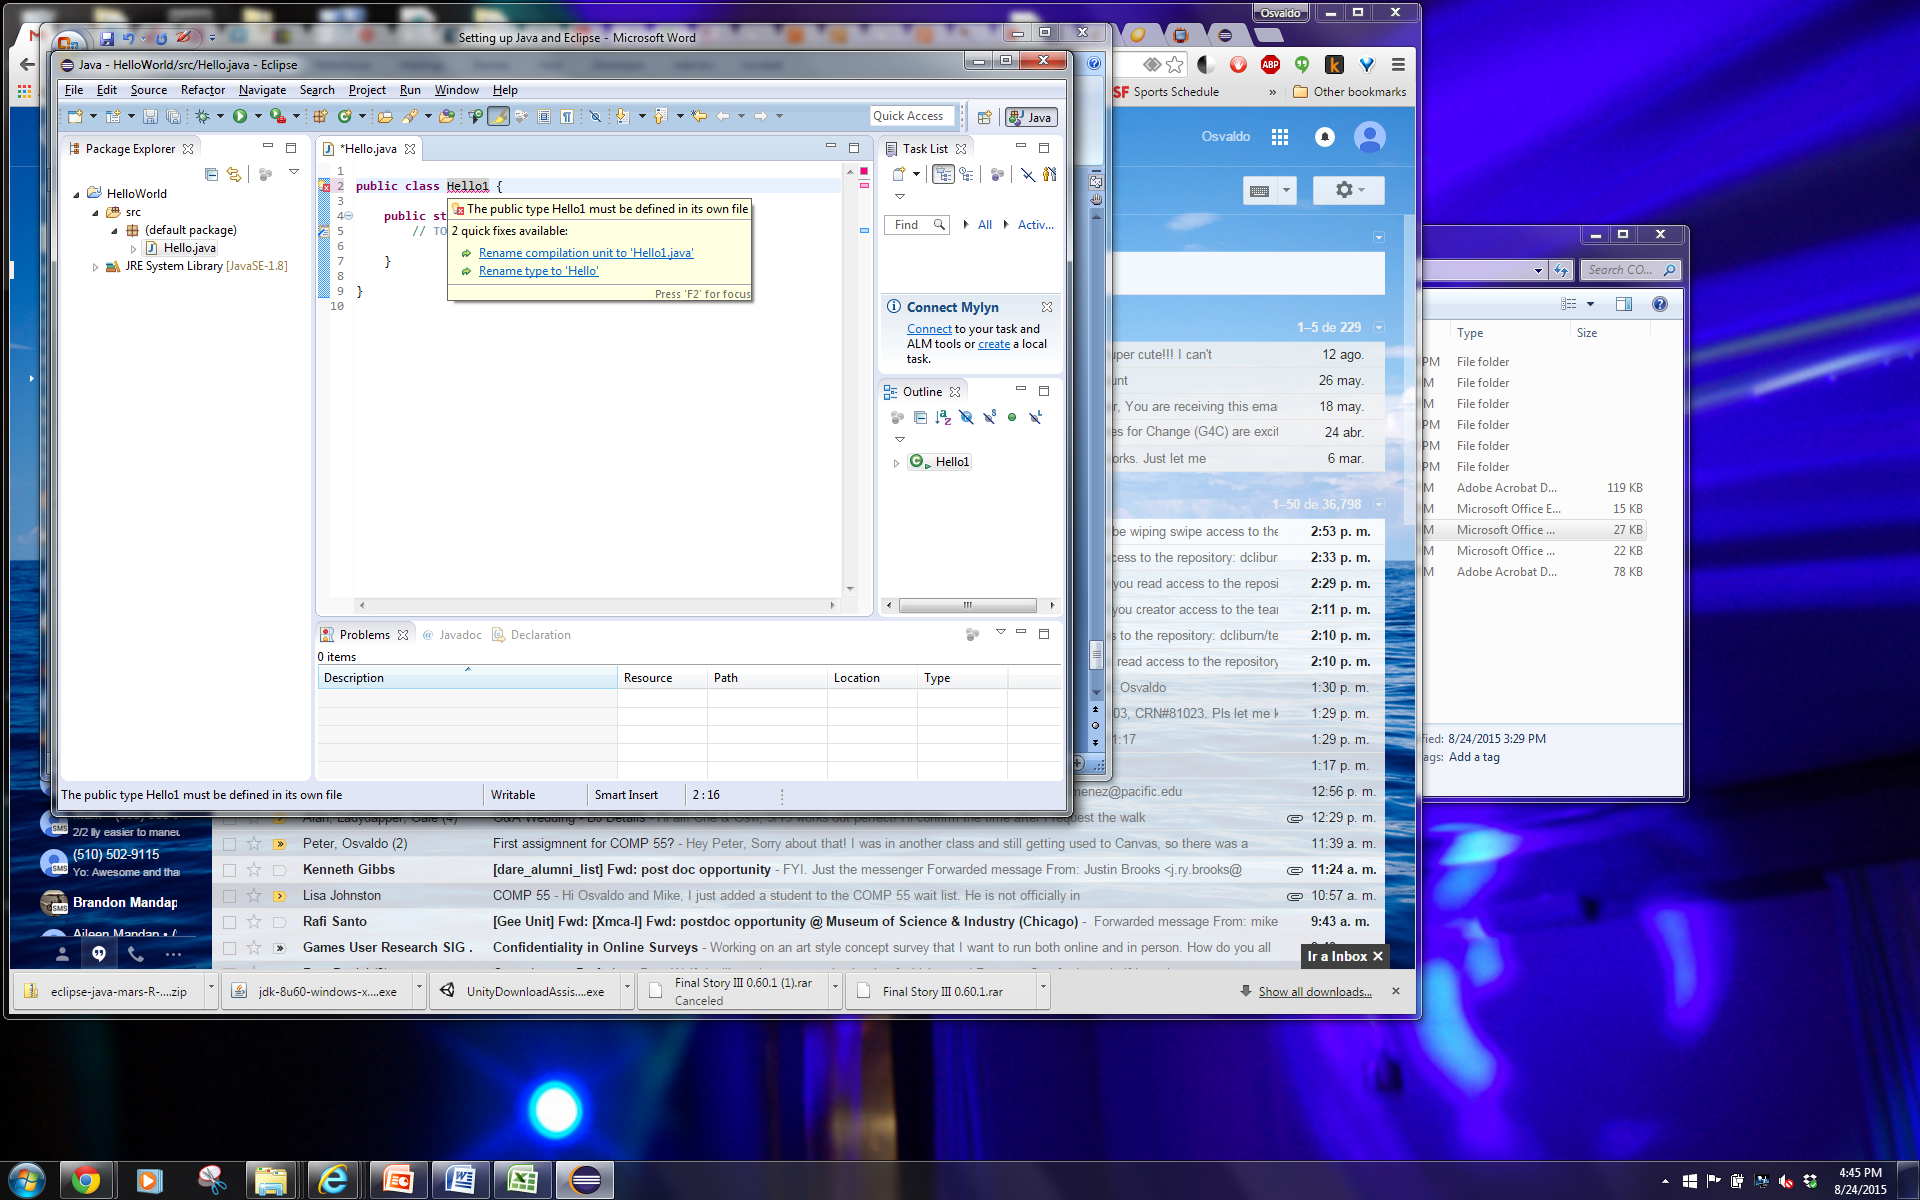 Osvaldo
Setting up Java and Eclipse - Microsoft Word
Java - HelloWorld/src/Hello.java - Eclipse
File Edit Source Refactor Navigate Search Project Run Window Help
Quick Access
Java
Sports Schedule
»
Other bookmarks
Package Explorer
HelloWorld
src
(default package)
Hello.java
JRE System Library [JavaSE-1.8]
*Hello.java
1
2 public class Hello1 {
3
4 public st
5 // TO
6
7 }
8
9 }
10
The public type Hello1 must be defined in its own file
2 quick fixes available:
Rename compilation unit to 'Hello1.java'
Rename type to 'Hello'
Press 'F2' for focus
Task List
Find
All
Activ...
Connect Mylyn
Connect to your task and
ALM tools or create a local
task.
Outline
Hello1
Problems
@ Javadoc
Declaration
0 items
Description Resource Path Location Type
The public type Hello1 must be defined in its own file
Writable
Smart Insert
2 : 16
Osvaldo
1–5 de 229
uper cute!!! I can't 12 ago.
unt 26 may.
r, You are receiving this ema 18 may.
es for Change (G4C) are excit 24 abr.
orks. Just let me 6 mar.
1–50 de 36,798
be wiping swipe access to the 2:53 p. m.
cess to the repository: dcliburn 2:33 p. m.
you read access to the reposi 2:29 p. m.
you creator access to the tear 2:11 p. m.
s to the repository: dcliburn/te 2:10 p. m.
read access to the repository 2:10 p. m.
Osvaldo 1:30 p. m.
03, CRN#81023. Pls let me k 1:29 p. m.
1:17 1:29 p. m.
1:17 p. m.
menez@pacific.edu 12:56 p. m.
12:29 p. m.
Peter, Osvaldo (2) First assigmnent for COMP 55? - Hey Peter, Sorry about that! I was in another class and still getting used to Canvas, so there was a 11:39 a. m.
Kenneth Gibbs [dare_alumni_list] Fwd: post doc opportunity - FYI. Just the messenger Forwarded message From: Justin Brooks <j.ry.brooks@ 11:24 a. m.
Lisa Johnston COMP 55 - Hi Osvaldo and Mike, I just added a student to the COMP 55 wait list. He is not officially in 10:57 a. m.
Rafi Santo [Gee Unit] Fwd: [Xmca-l] Fwd: postdoc opportunity @ Museum of Science & Industry (Chicago) - Forwarded message From: mike 9:43 a. m.
Games User Research SIG . Confidentiality in Online Surveys - Working on an art style concept survey that I want to run both online and in person. How do you all
Ir a Inbox
SMS
2/2 lly easier to maneu
(510) 502-9115
Yo: Awesome and than
SMS
Brandon Mandap
SMS
Aileen Mandap • (
Search CO...
Type Size
PM File folder
M File folder
M File folder
PM File folder
PM File folder
PM File folder
M Adobe Acrobat D... 119 KB
M Microsoft Office E... 15 KB
M Microsoft Office ... 27 KB
M Microsoft Office ... 22 KB
M Adobe Acrobat D... 78 KB
fied: 8/24/2015 3:29 PM
ags: Add a tag
eclipse-java-mars-R-....zip
jdk-8u60-windows-x....exe
UnityDownloadAssis....exe
Final Story III 0.60.1 (1).rar
Canceled
Final Story III 0.60.1.rar
Show all downloads...
4:45 PM
8/24/2015